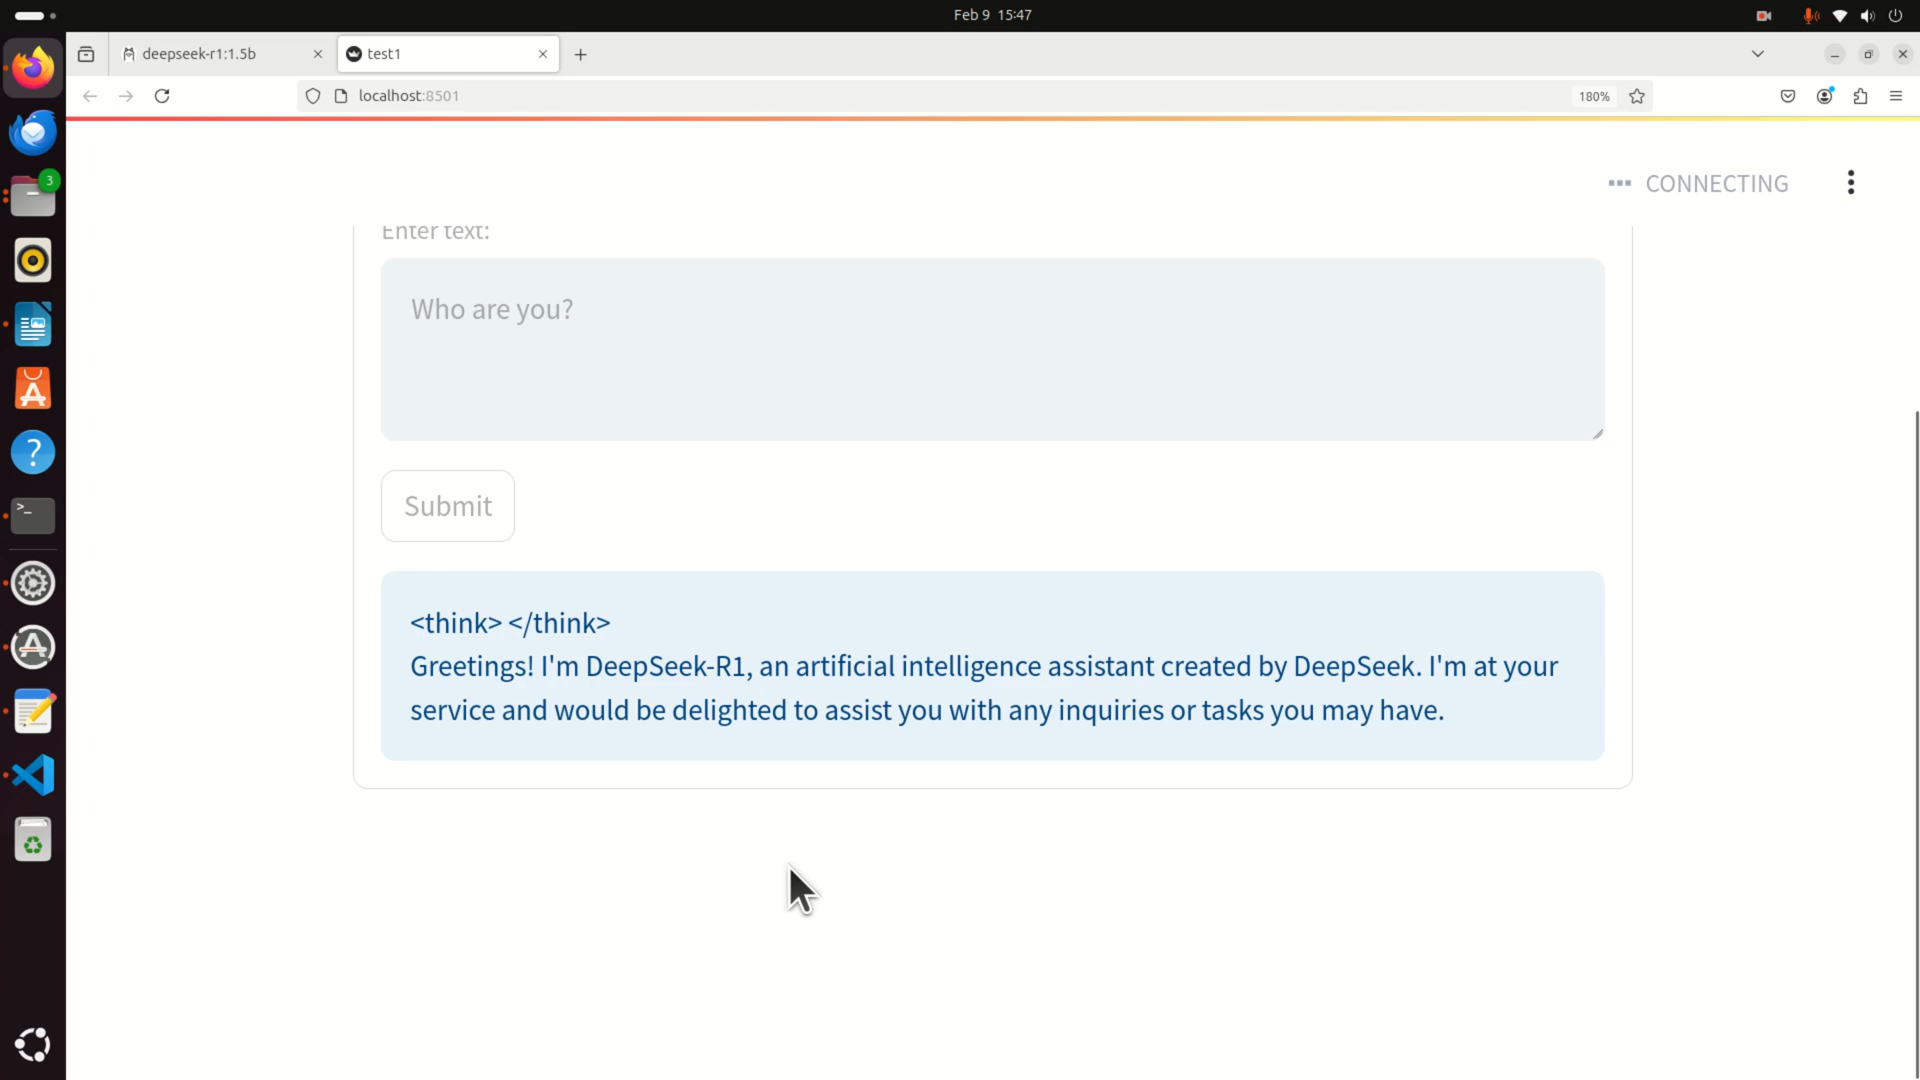 Feb 9 15:47
deepseek-r1:1.5b
test1
localhost:8501
180%
3
CONNECTING
Enter text:
Who are you?
Submit
<think> </think>
Greetings! I'm DeepSeek-R1, an artificial intelligence assistant created by DeepSeek. I'm at your
service and would be delighted to assist you with any inquiries or tasks you may have.